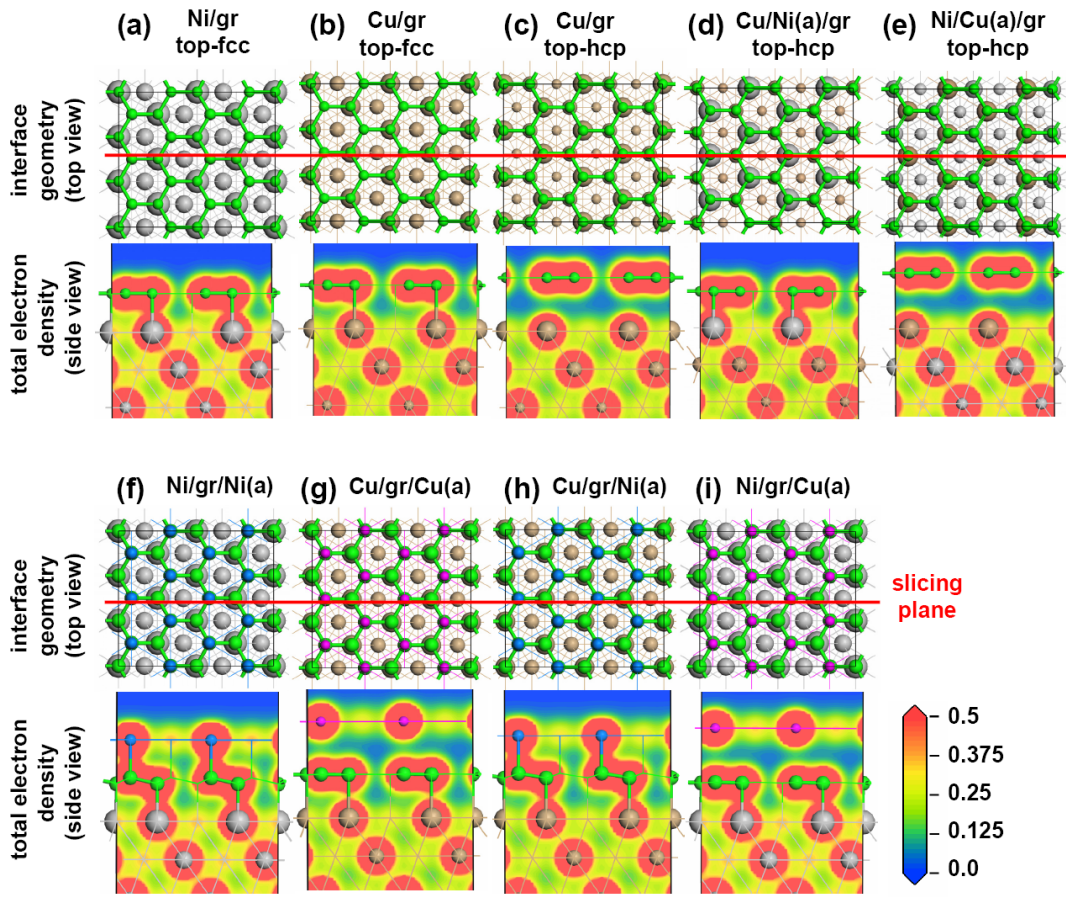 (a) Ni/gr
top-fcc
(b) Cu/gr
top-fcc
(c) Cu/gr
top-hcp
(d) Cu/Ni(a)/gr
top-hcp
(e) Ni/Cu(a)/gr
top-hcp
interface
geometry
(top view)
total electron
density
(side view)
(f) Ni/gr/Ni(a)
(g) Cu/gr/Cu(a)
(h) Cu/gr/Ni(a)
(i) Ni/gr/Cu(a)
interface
geometry
(top view)
slicing
plane
total electron
density
(side view)
0.5
0.375
0.25
0.125
0.0